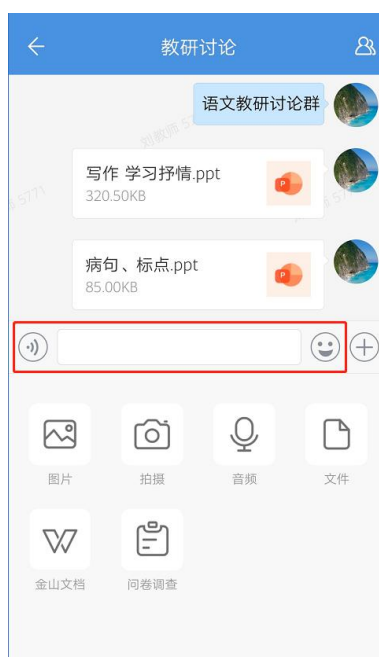 教研讨论
语文教研讨论群
写作 学习抒情.ppt
320.50KB
病句、标点.ppt
85.00KB
图片 拍摄 音频 文件
金山文档 问卷调查